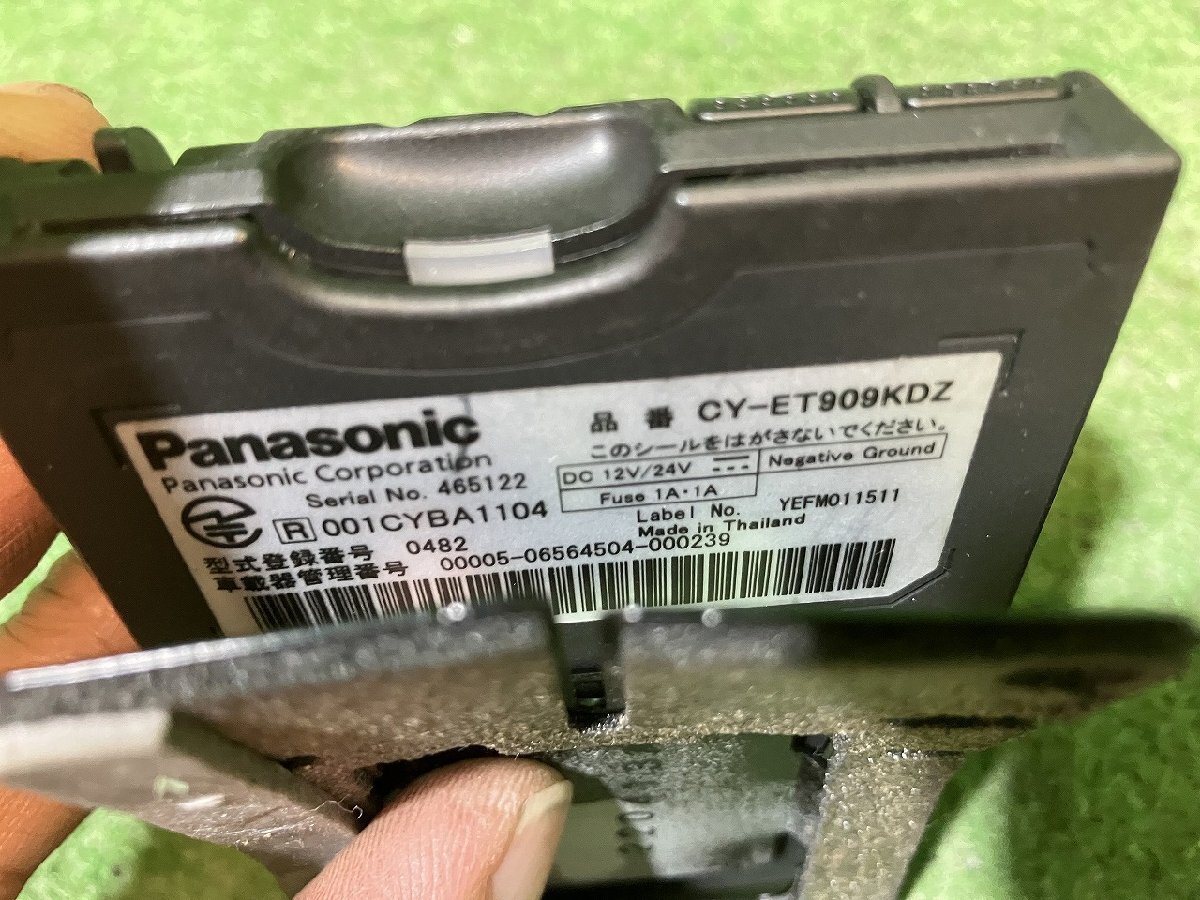 Panasonic
Panasonic Corporation
Serial No. 465122
R 001CYBA1104
型式登録番号 0482
車載器管理番号 00005-06564504-000239
品番 CY-ET909KDZ
このシールをはがさないでください。
DC 12V/24V Negative Ground
Fuse 1A・1A
Label No. YEFM011511
Made in Thailand